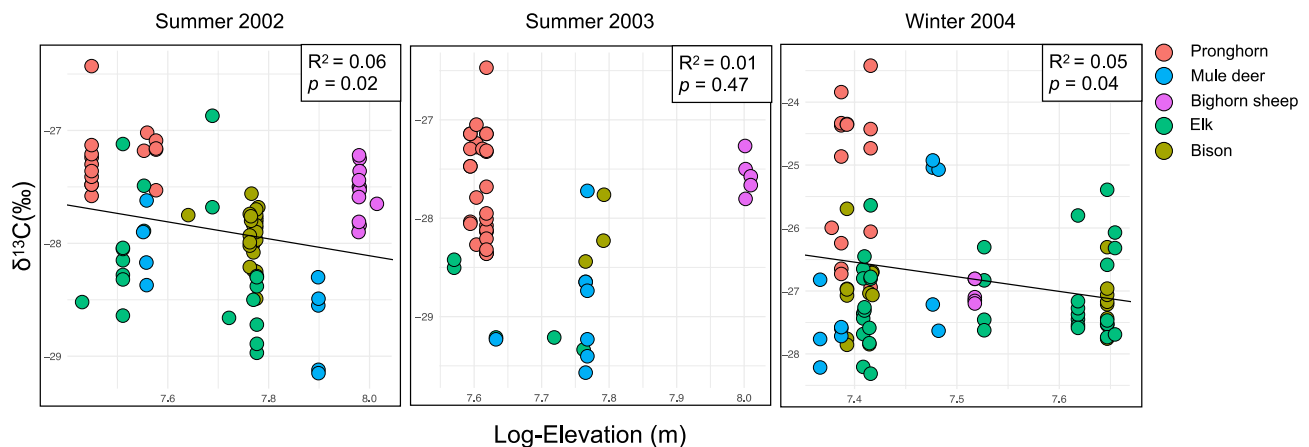 Summer 2002
Summer 2003
Winter 2004
R² = 0.06
p = 0.02
R² = 0.01
p = 0.47
R² = 0.05
p = 0.04
Pronghorn
Mule deer
Bighorn sheep
Elk
Bison
δ¹³C(‰)
−27
−28
−29
7.6
7.8
8.0
−26
−27
−28
−29
7.6
7.7
7.8
7.9
8.0
−24
−25
−26
−27
−28
7.4
7.5
7.6
Log-Elevation (m)